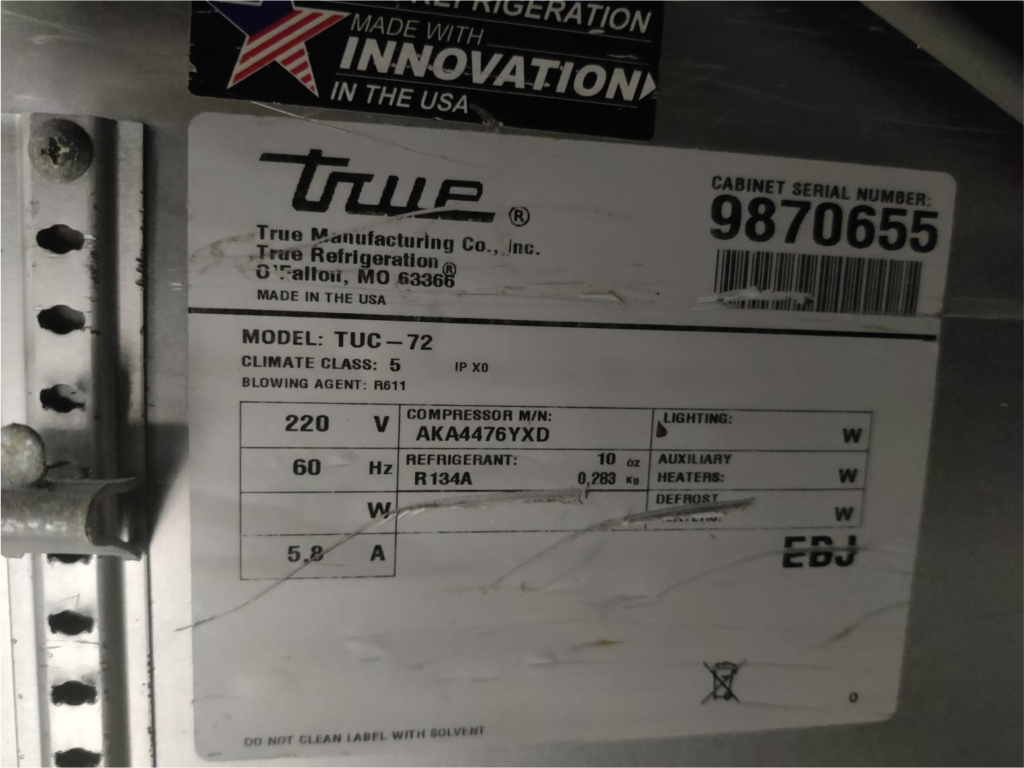 REFRIGERATION
MADE WITH
INNOVATION
IN THE USA
true ®
True Manufacturing Co., Inc.
True Refrigeration®
O'Fallon, MO 63366
MADE IN THE USA
CABINET SERIAL NUMBER:
9870655
MODEL: TUC-72
CLIMATE CLASS: 5 IP X0
BLOWING AGENT: R611
220 V
60 Hz
W
5.8 A
COMPRESSOR M/N:
AKA4476YXD
REFRIGERANT: 10 oz
R134A 0,283 Kg
LIGHTING:
W
AUXILIARY
HEATERS: W
DEFROST
W
EBJ
0
DO NOT CLEAN LABEL WITH SOLVENT